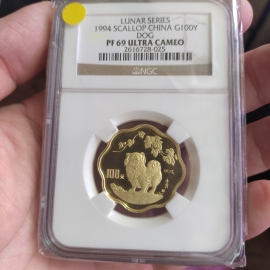 LUNAR SERIES
1994 SCALLOP CHINA G100Y
DOG
PF 69 ULTRA CAMEO
2616728-025
NGC
100元